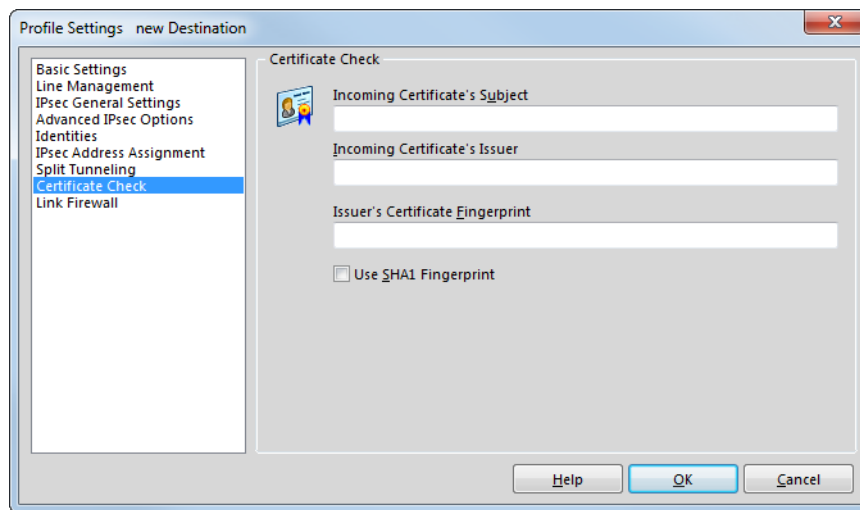 Profile Settings new Destination
Basic Settings
Line Management
IPsec General Settings
Advanced IPsec Options
Identities
IPsec Address Assignment
Split Tunneling
Certificate Check
Link Firewall
Certificate Check
Incoming Certificate's Subject
Incoming Certificate's Issuer
Issuer's Certificate Fingerprint
Use SHA1 Fingerprint
Help
OK
Cancel